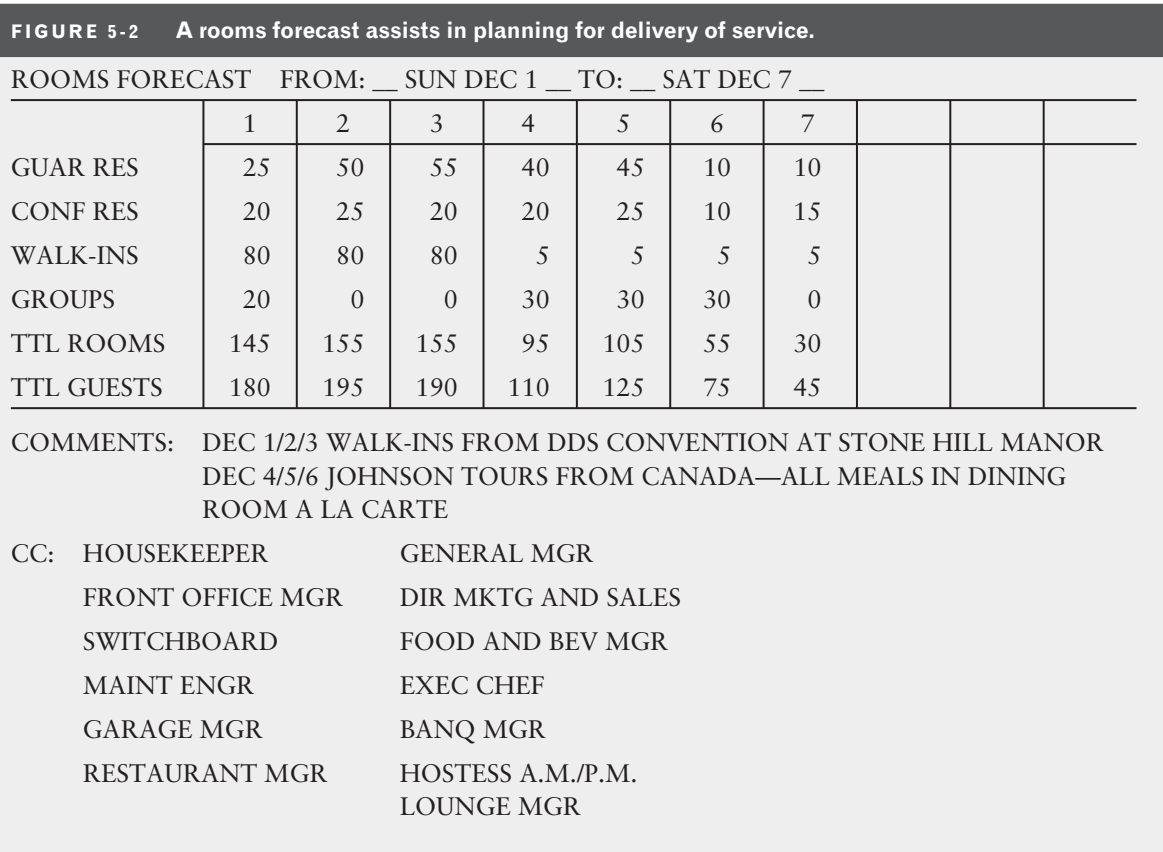 FIGURE 5-2 A rooms forecast assists in planning for delivery of service.
ROOMS FORECAST FROM: __ SUN DEC 1 __ TO: __ SAT DEC 7 __
1 2 3 4 5 6 7
GUAR RES 25 50 55 40 45 10 10
CONF RES 20 25 20 20 25 10 15
WALK-INS 80 80 80 5 5 5 5
GROUPS 20 0 0 30 30 30 0
TTL ROOMS 145 155 155 95 105 55 30
TTL GUESTS 180 195 190 110 125 75 45
COMMENTS: DEC 1/2/3 WALK-INS FROM DDS CONVENTION AT STONE HILL MANOR
DEC 4/5/6 JOHNSON TOURS FROM CANADA—ALL MEALS IN DINING
ROOM A LA CARTE
CC: HOUSEKEEPER GENERAL MGR
FRONT OFFICE MGR DIR MKTG AND SALES
SWITCHBOARD FOOD AND BEV MGR
MAINT ENGR EXEC CHEF
GARAGE MGR BANQ MGR
RESTAURANT MGR HOSTESS A.M./P.M.
LOUNGE MGR